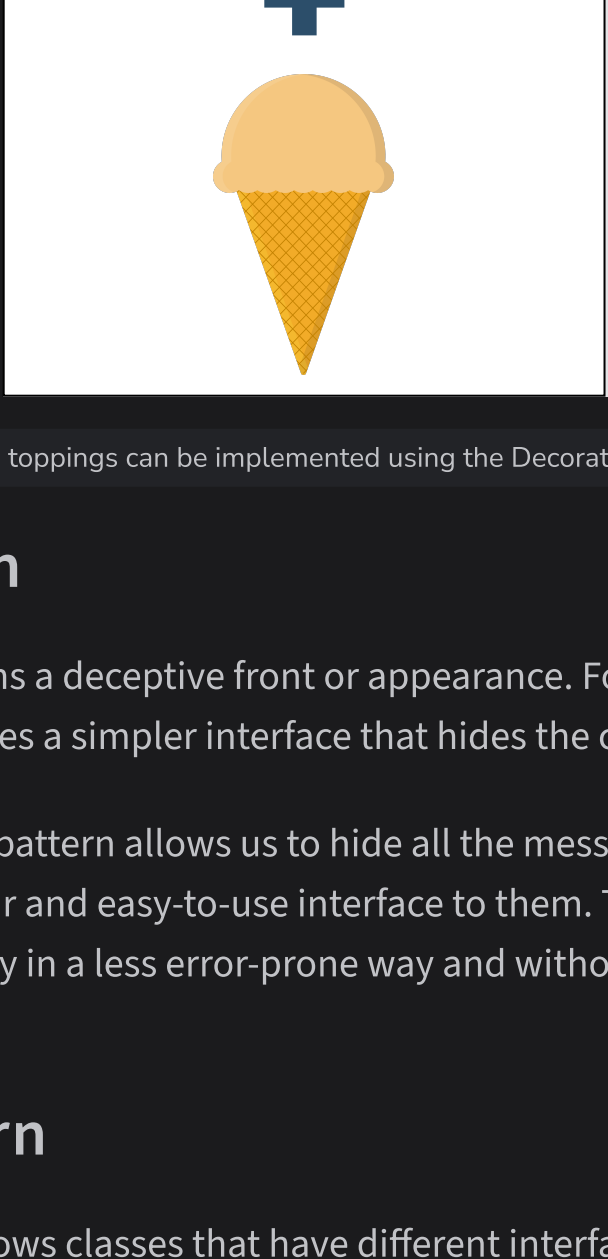 toppings can be implemented using the Decorat
n
ns a deceptive front or appearance. Fo
es a simpler interface that hides the
pattern allows us to hide all the mess
r and easy-to-use interface to them.
y in a less error-prone way and witho
rn
ows classes that have different interfa